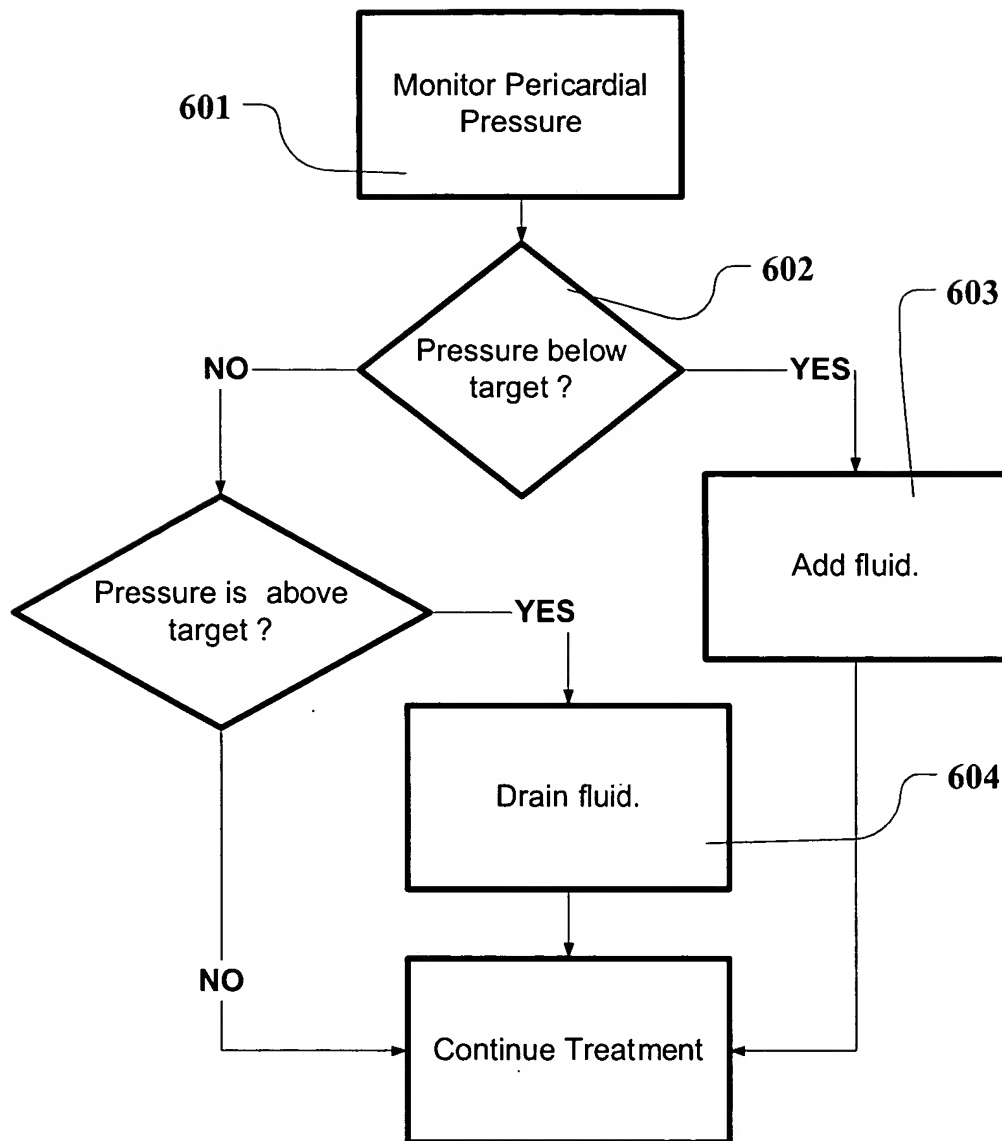 Monitor Pericardial
Pressure
601
602
603
Pressure below
target ?
NO
YES
Pressure is above
target ?
YES
Add fluid.
Drain fluid.
604
NO
Continue Treatment